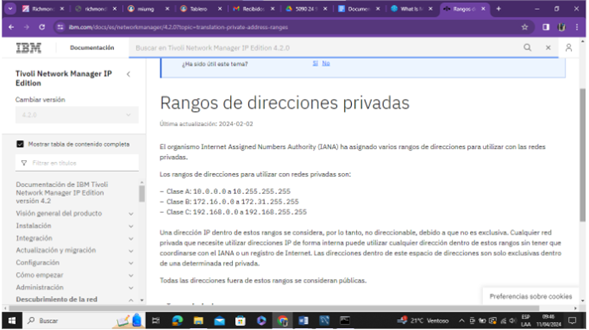 Richmon
richmond
miumg
Tablero
Recibido
5090 24
Docume
What is
Rangos d
ibm.com/docs/es/networkmanager/4.2.0?topic=translation-private-address-ranges
IBM
Documentación
Buscar en Tivoli Network Manager IP Edition 4.2.0
Tivoli Network Manager IP
Edition
Cambiar versión
4.2.0
Mostrar tabla de contenido completa
Filtrar en títulos
Documentación de IBM Tivoli
Network Manager IP Edition
versión 4.2
Visión general del producto
Instalación
Integración
Actualización y migración
Configuración
Cómo empezar
Administración
Descubrimiento de la red
¿Ha sido útil este tema?
Sí No
Rangos de direcciones privadas
Última actualización: 2024-02-02
El organismo Internet Assigned Numbers Authority (IANA) ha asignado varios rangos de direcciones para utilizar con las redes
privadas.
Los rangos de direcciones para utilizar con redes privadas son:
– Clase A: 10.0.0.0 a 10.255.255.255
– Clase B: 172.16.0.0 a 172.31.255.255
– Clase C: 192.168.0.0 a 192.168.255.255
Una dirección IP dentro de estos rangos se considera, por lo tanto, no direccionable, debido a que no es exclusiva. Cualquier red
privada que necesite utilizar direcciones IP de forma interna puede utilizar cualquier dirección dentro de estos rangos sin tener que
coordinarse con el IANA o un registro de Internet. Las direcciones dentro de este espacio de direcciones son solo exclusivas dentro
de una determinada red privada.
Todas las direcciones fuera de estos rangos se consideran públicas.
Preferencias sobre cookies
Buscar
21°C Ventoso
ESP
LAA
09:46
11/04/2024